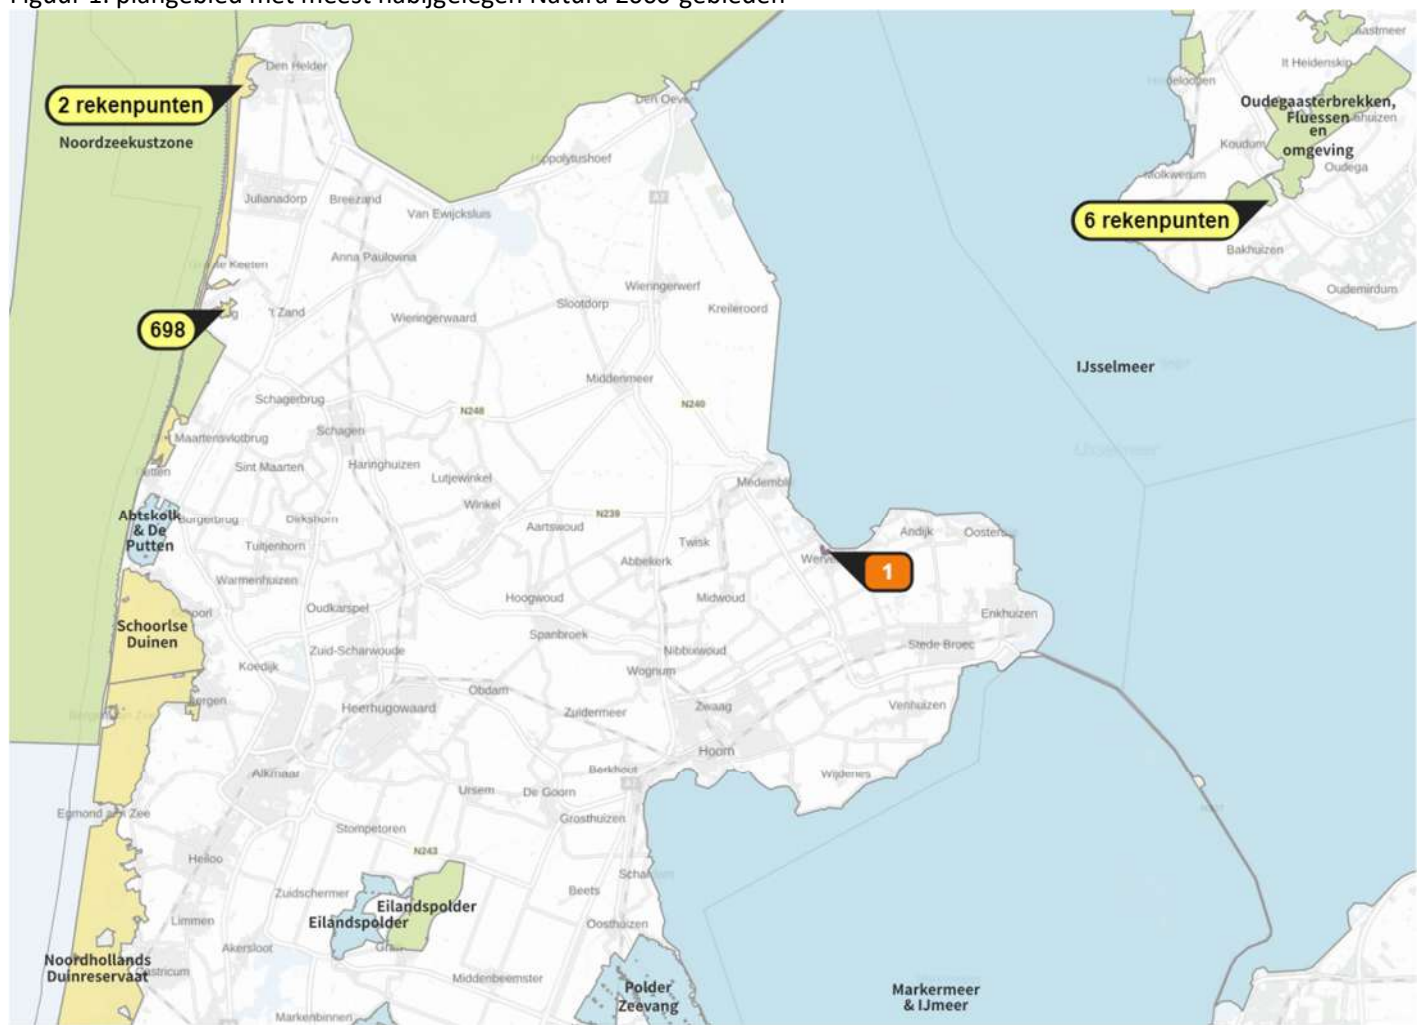 Figuur 1: plangebied met meest nabijgelegen Natura 2000-gebieden
Den Helder
2 rekenpunten
Noordzeekustzone
Den Oever
It Heidenskip
Oudegaasterbrekken,
Fluessen
en
omgeving
Koudum
Oudega
Molkwerum
6 rekenpunten
Bakhuizen
Oudemirdum
Hippolytushoef
A7
Julianadorp
Breezand
Van Ewijcksluis
Anna Paulowna
't Zand
698
Wieringerwaard
Slootdorp
Wieringerwerf
Kreileroord
IJsselmeer
IJsselmeer
Middenmeer
Schagerbrug
N248
N240
Maartensvlotbrug
Schagen
Sint Maarten
Haringhuizen
Lutjewinkel
Winkel
Medemblik
Abtskolk
& De
Putten
Burgerbrug
Dirkshorn
Tuitjenhorn
Aartswoud
N239
Twisk
Abbekerk
Andijk
1
Warmenhuizen
Oudkarspel
Hoogwoud
Midwoud
Enkhuizen
Schoorlse
Duinen
Zuid-Scharwoude
Spanbroek
Nibbixwoud
Stede Broec
Koedijk
Wognum
Obdam
Heerhugowaard
Zuidermeer
Zwaag
Venhuizen
Hoorn
Alkmaar
Berkhout
Wijdenes
Ursem
De Goorn
Egmond aan Zee
Stompetoren
Grosthuizen
N243
Heiloo
Zuidschermer
Eilandspolder
Eilandspolder
Beets
Limmen
Oosthuizen
Akersloot
Noordhollands
Duinreservaat
Middenbeemster
Polder
Zeevang
Markermeer
& IJmeer
Markenbinnen